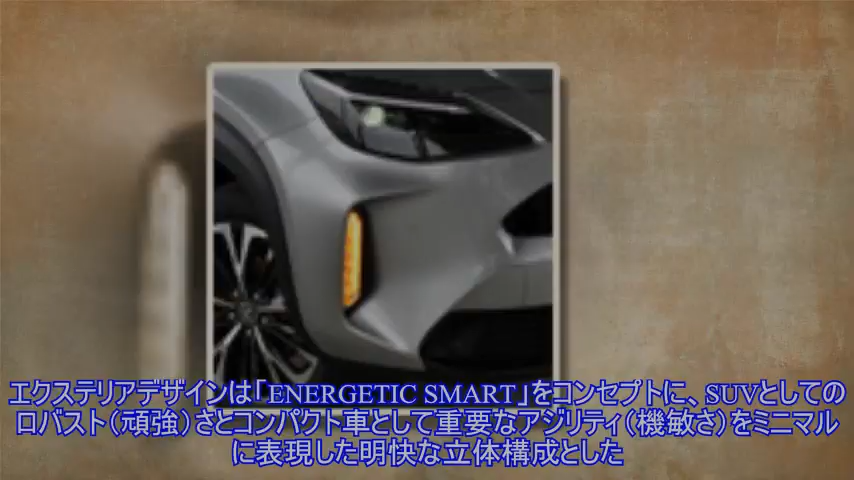 エクステリアデザインは「ENERGETIC SMART」をコンセプトに、SUVとしての
ロバスト（頑強）さとコンパクト車として重要なアジリティ（機敏さ）をミニマル
に表現した明快な立体構成とした